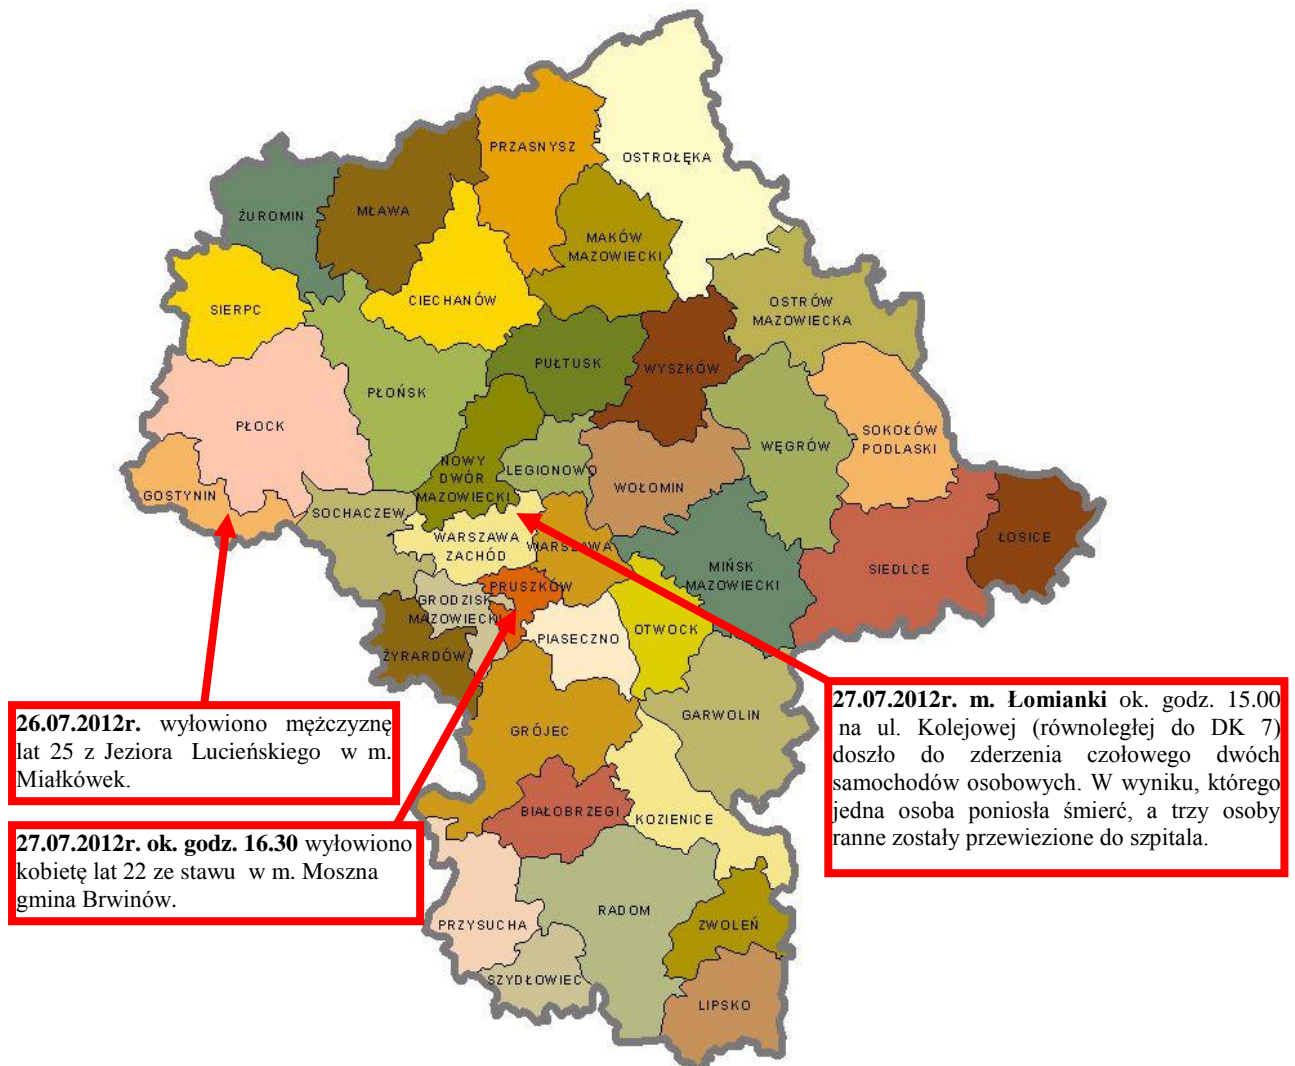 PRZASNYSZ
OSTROŁĘKA
ŻUROMIN
MŁAWA
MAKÓW
MAZOWIECKI
CIECHANÓW
OSTRÓW
MAZOWIECKA
SIERPC
PUŁTUSK
WYSZKÓW
PŁOŃSK
PŁOCK
WĘGRÓW
SOKOŁÓW
PODLASKI
NOWY
DWÓR
MAZOWIECKI
LEGIONOWO
WOŁOMIN
GOSTYNIN
SOCHACZEW
WARSZAWA
ZACHÓD
WARSZAWA
MIŃSK
MAZOWIECKI
SIEDLCE
ŁOSICE
PRUSZKÓW
GRODZISK
MAZOWIECKI
PIASECZNO
OTWOCK
ŻYRARDÓW
GRÓJEC
GARWOLIN
BIAŁOBRZEGI
KOZIENICE
PRZYSUCHA
RADOM
ZWOLEŃ
SZYDŁOWIEC
LIPSKO
26.07.2012r. wyłowiono mężczyznę
lat 25 z Jeziora Lucieńskiego w m.
Miałkówek.
27.07.2012r. ok. godz. 16.30 wyłowiono
kobietę lat 22 ze stawu w m. Moszna
gmina Brwinów.
27.07.2012r. m. Łomianki ok. godz. 15.00
na ul. Kolejowej (równoległej do DK 7)
doszło do zderzenia czołowego dwóch
samochodów osobowych. W wyniku, którego
jedna osoba poniosła śmierć, a trzy osoby
ranne zostały przewiezione do szpitala.